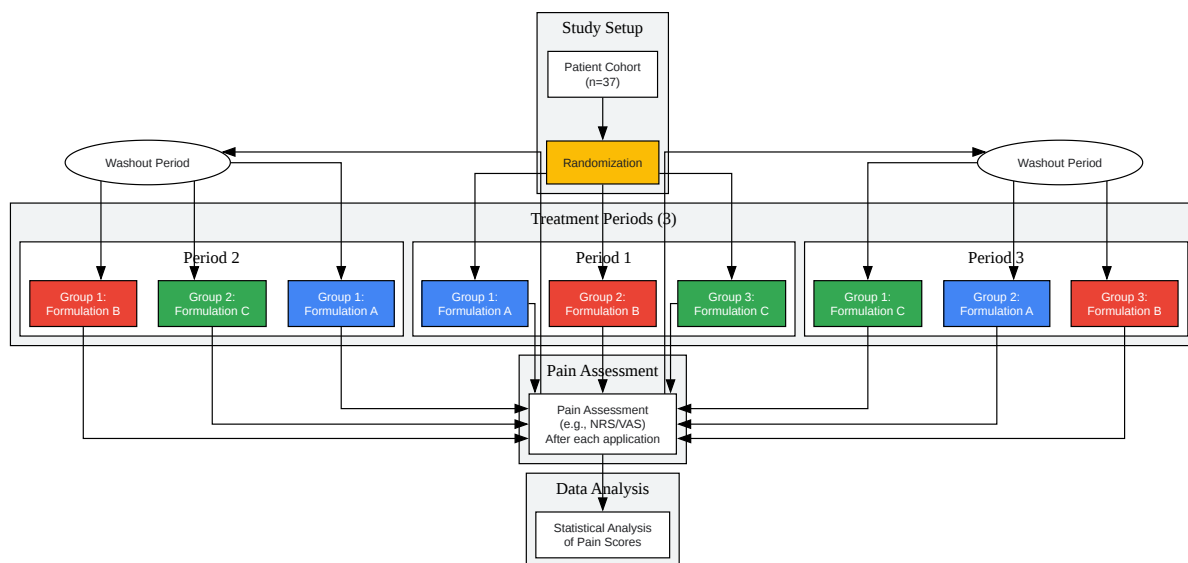 Study Setup
Patient Cohort
(n=37)
Randomization
Washout Period
Washout Period
Treatment Periods (3)
Period 2
Group 1:
Formulation B
Group 2:
Formulation C
Group 1:
Formulation A
Period 1
Group 1:
Formulation A
Group 2:
Formulation B
Group 3:
Formulation C
Period 3
Group 1:
Formulation C
Group 2:
Formulation A
Group 3:
Formulation B
Pain Assessment
Pain Assessment
(e.g., NRS/VAS)
After each application
Data Analysis
Statistical Analysis
of Pain Scores